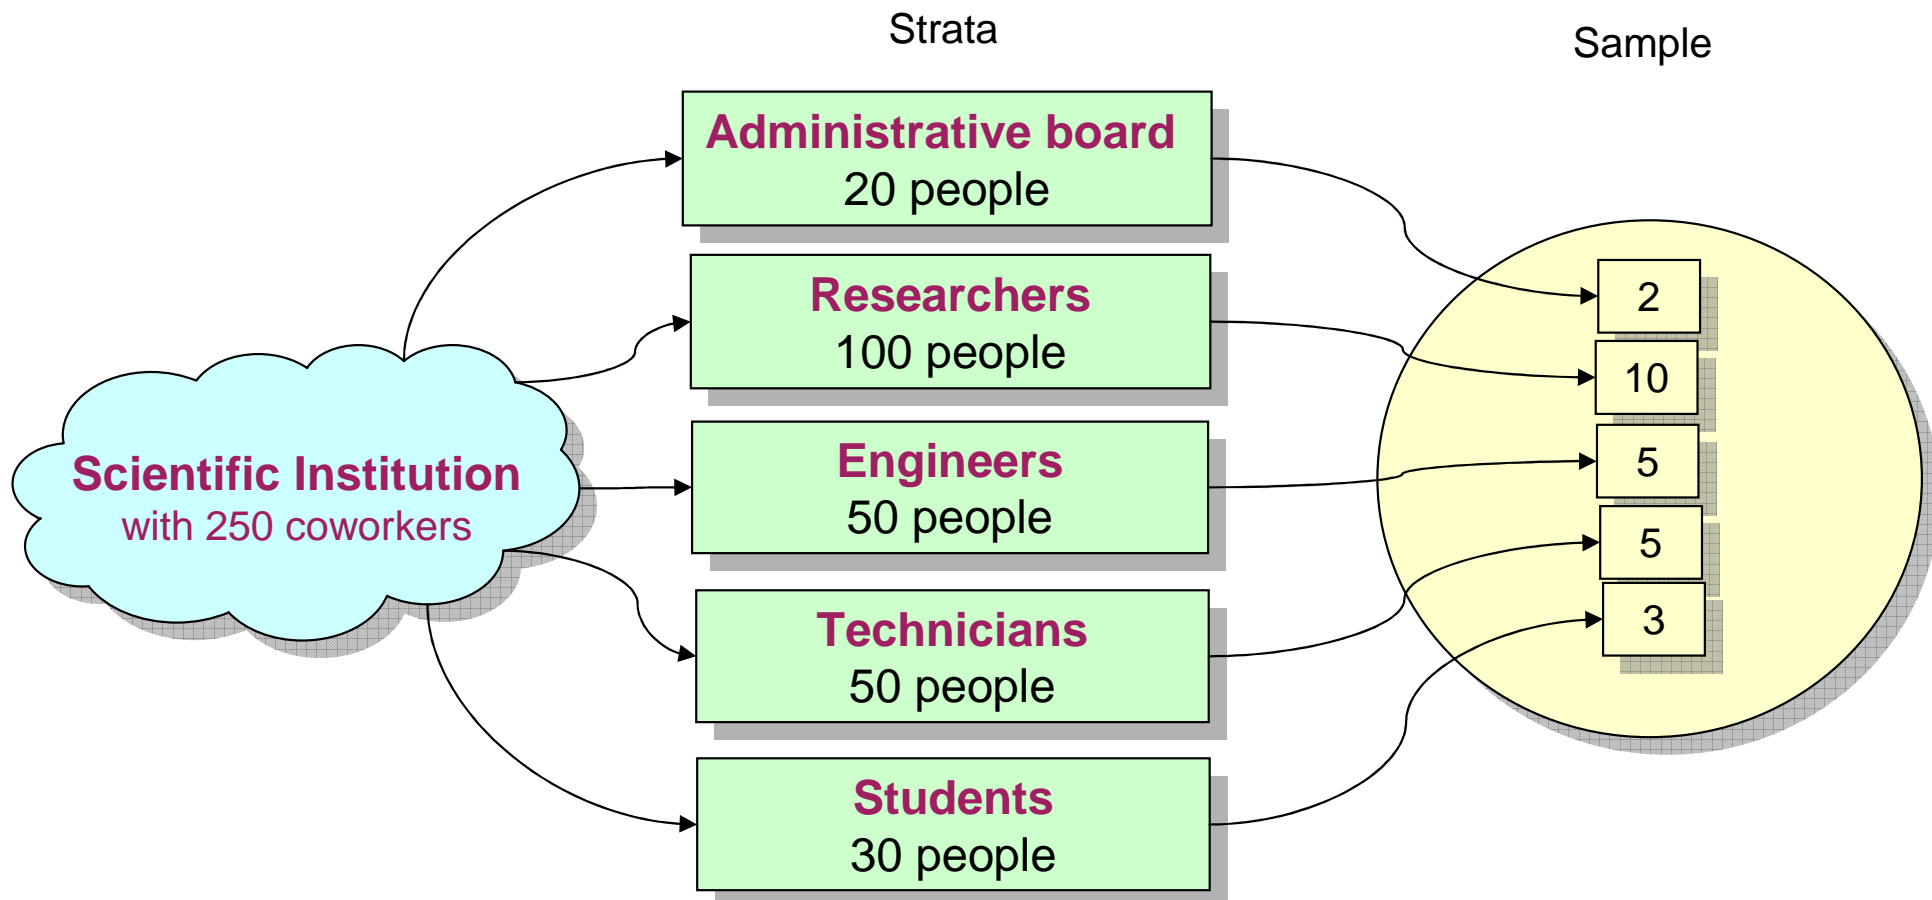 Strata
Sample
Scientific Institution
with 250 coworkers
Administrative board
20 people
Researchers
100 people
Engineers
50 people
Technicians
50 people
Students
30 people
2
10
5
5
3